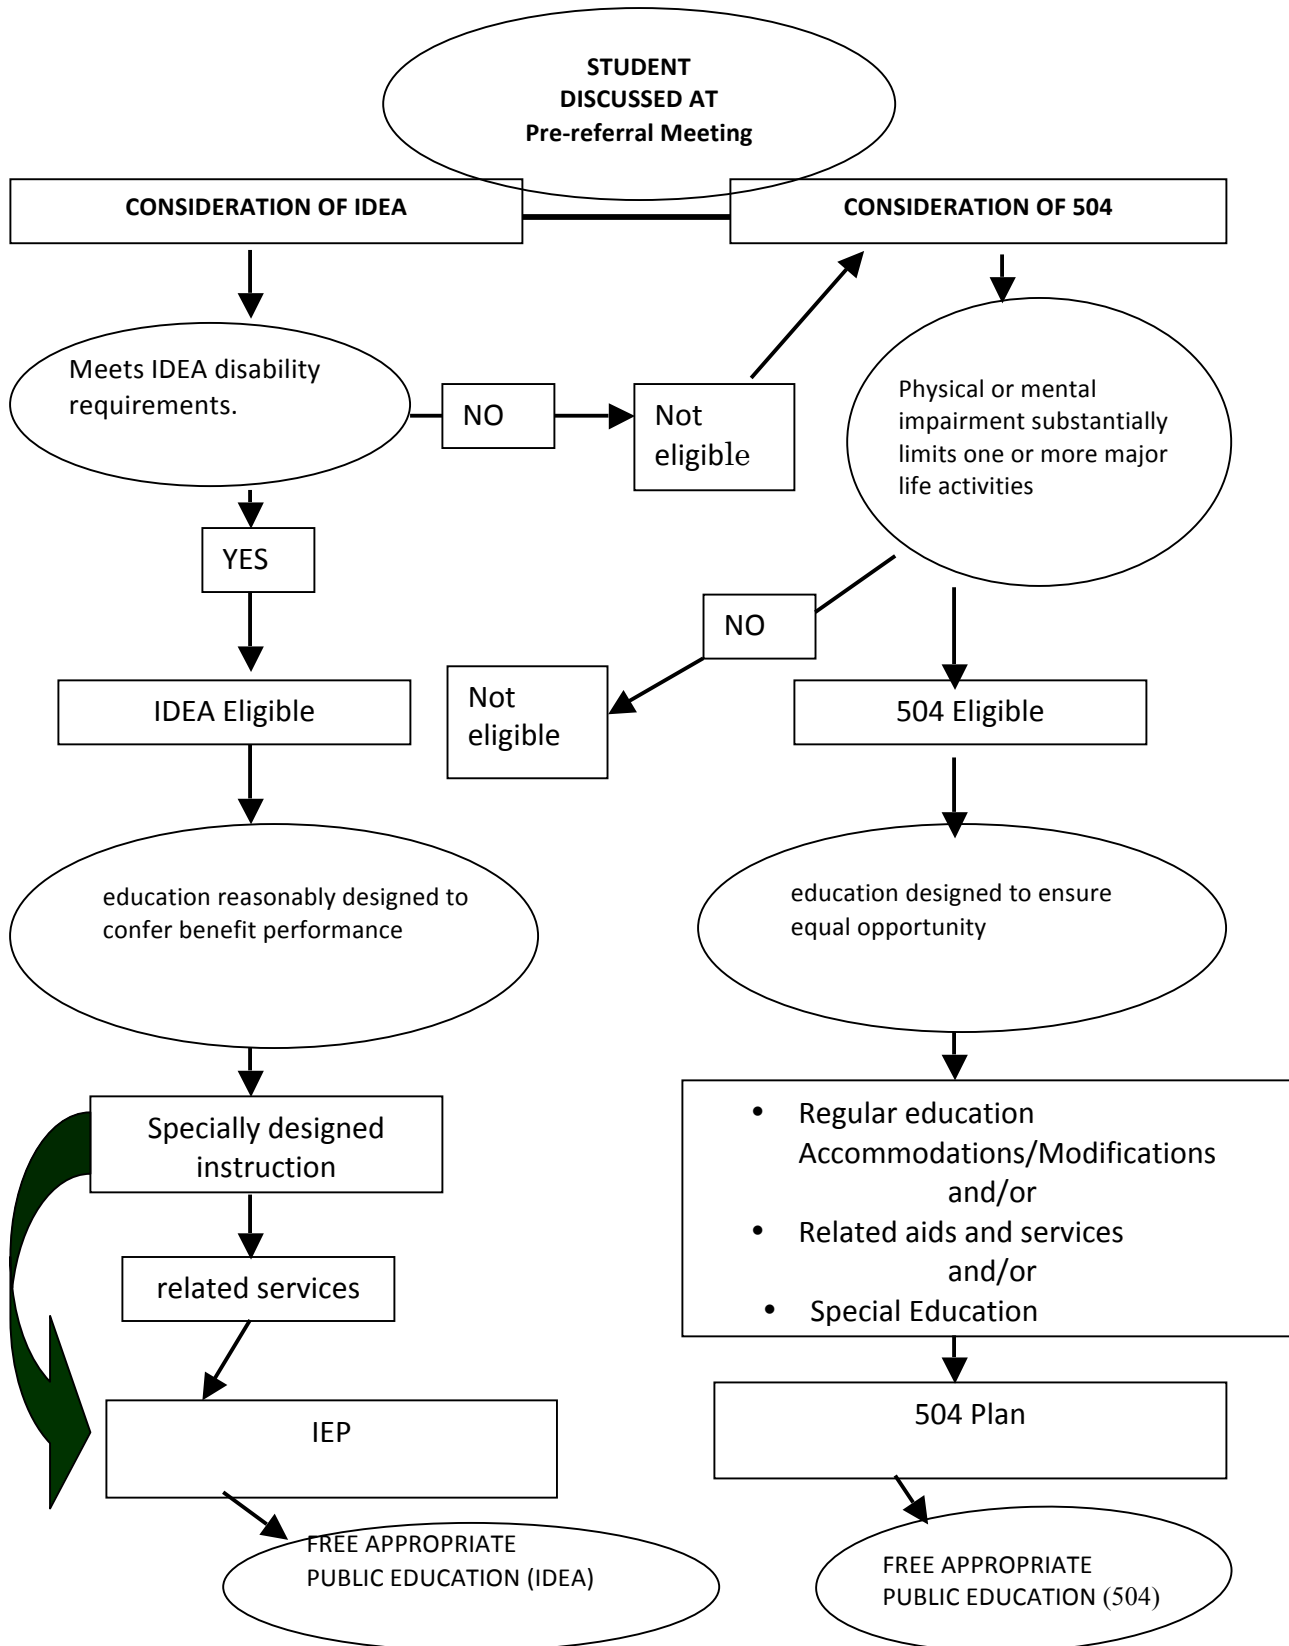 STUDENT
DISCUSSED AT
Pre-referral Meeting
CONSIDERATION OF IDEA
CONSIDERATION OF 504
Meets IDEA disability
requirements.
NO
Not
eligible
Physical or mental
impairment substantially
limits one or more major
life activities
YES
NO
Not
eligible
IDEA Eligible
504 Eligible
education reasonably designed to
confer benefit performance
education designed to ensure
equal opportunity
Specially designed
instruction
related services
• Regular education
Accommodations/Modifications
and/or
• Related aids and services
and/or
• Special Education
IEP
504 Plan
FREE APPROPRIATE
PUBLIC EDUCATION (IDEA)
FREE APPROPRIATE
PUBLIC EDUCATION (504)